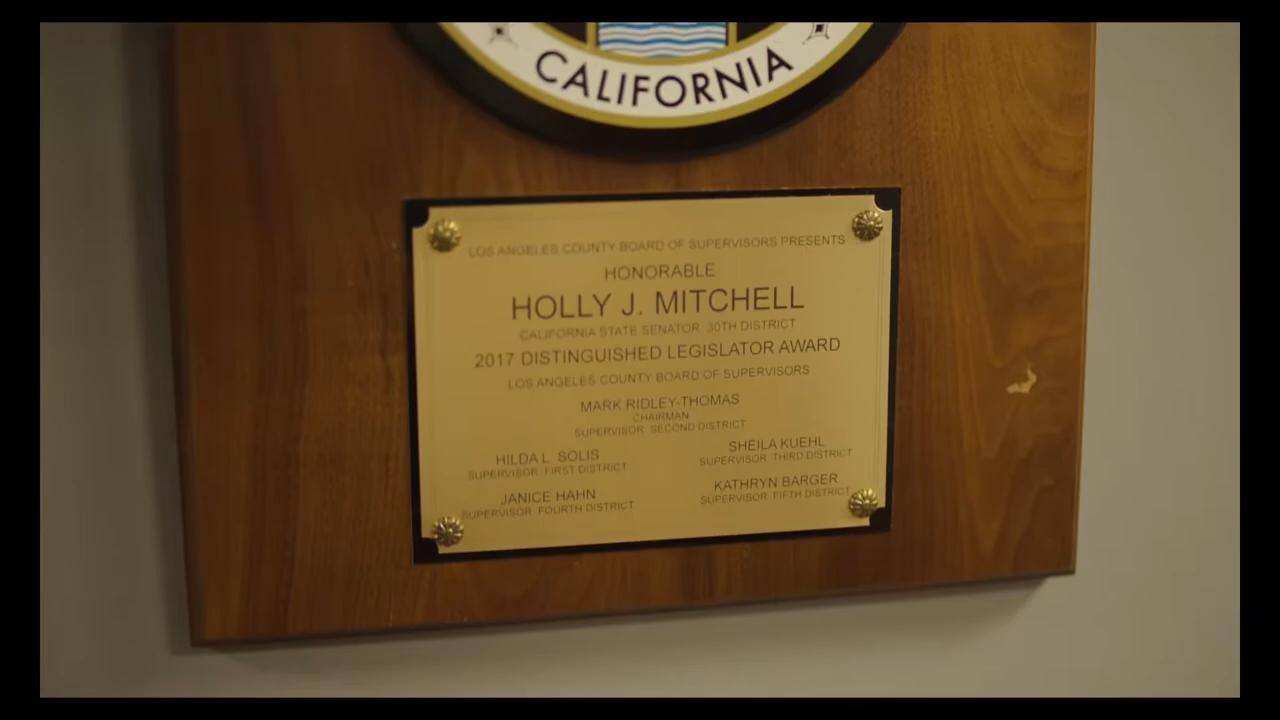 CALIFORNIA
LOS ANGELES COUNTY BOARD OF SUPERVISORS PRESENTS
HONORABLE
HOLLY J. MITCHELL
CALIFORNIA STATE SENATOR 30TH DISTRICT
2017 DISTINGUISHED LEGISLATOR AWARD
LOS ANGELES COUNTY BOARD OF SUPERVISORS
MARK RIDLEY-THOMAS
CHAIRMAN
SUPERVISOR SECOND DISTRICT
HILDA L. SOLIS
SUPERVISOR FIRST DISTRICT
SHEILA KUEHL
SUPERVISOR THIRD DISTRICT
JANICE HAHN
SUPERVISOR FOURTH DISTRICT
KATHRYN BARGER
SUPERVISOR FIFTH DISTRICT